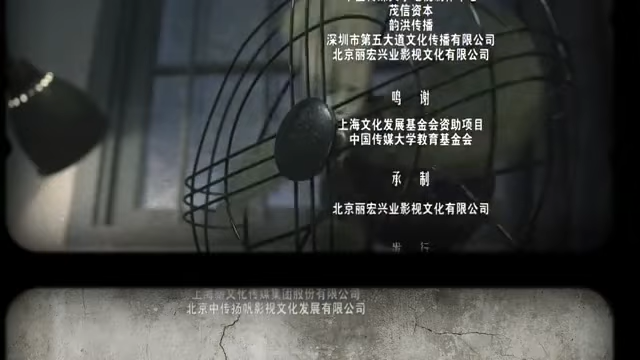 茂信资本
韵洪传播
深圳市第五大道文化传播有限公司
北京丽宏兴业影视文化有限公司
鸣 谢
上海文化发展基金会资助项目
中国传媒大学教育基金会
承 制
北京丽宏兴业影视文化有限公司
发 行
北京中传扬帆影视文化发展有限公司